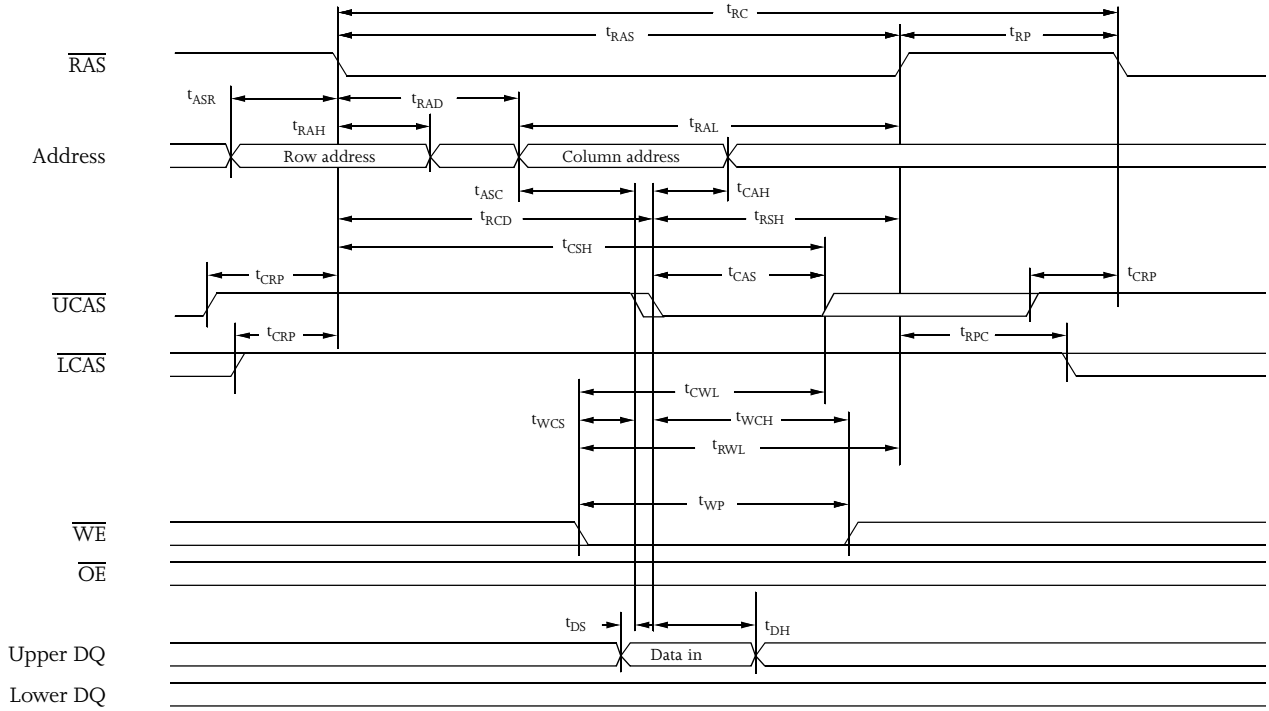 tRC
tRAS
tRP
RAS
tASR
tRAD
tRAH
tRAL
Address
Row address
Column address
tASC
tCAH
tRCD
tRSH
tCSH
tCRP
tCAS
tCRP
UCAS
tCRP
tRPC
LCAS
tCWL
tWCS
tWCH
tRWL
tWP
WE
OE
tDS
tDH
Upper DQ
Data in
Lower DQ